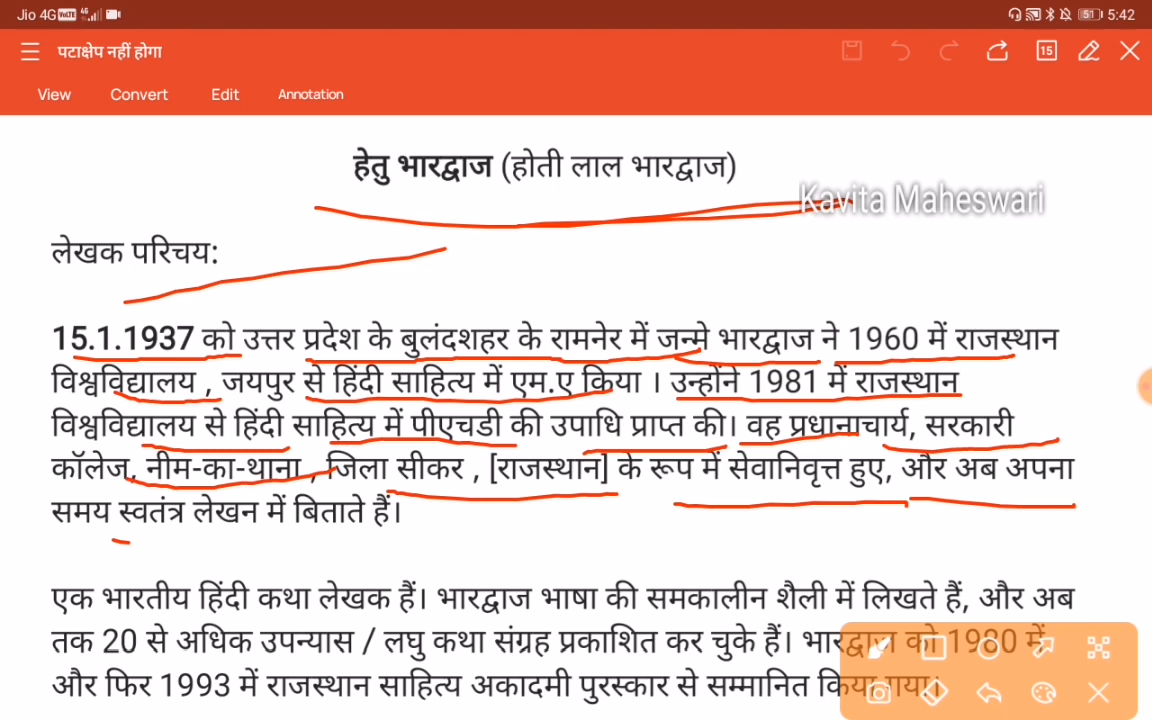 Jio 4G VoLTE 4G 51 5:42
पटाक्षेप नहीं होगा 15
View Convert Edit Annotation
हेतु भारद्वाज (होती लाल भारद्वाज)
Kavita Maheswari
लेखक परिचय:
15.1.1937 को उत्तर प्रदेश के बुलंदशहर के रामनेर में जन्मे भारद्वाज ने 1960 में राजस्थान
विश्वविद्यालय , जयपुर से हिंदी साहित्य में एम.ए किया । उन्होंने 1981 में राजस्थान
विश्वविद्यालय से हिंदी साहित्य में पीएचडी की उपाधि प्राप्त की। वह प्रधानाचार्य, सरकारी
कॉलेज, नीम-का-थाना , जिला सीकर , [राजस्थान] के रूप में सेवानिवृत्त हुए, और अब अपना
समय स्वतंत्र लेखन में बिताते हैं।
एक भारतीय हिंदी कथा लेखक हैं। भारद्वाज भाषा की समकालीन शैली में लिखते हैं, और अब
तक 20 से अधिक उपन्यास / लघु कथा संग्रह प्रकाशित कर चुके हैं। भारद्वाज को 1980 में
और फिर 1993 में राजस्थान साहित्य अकादमी पुरस्कार से सम्मानित किया गया।